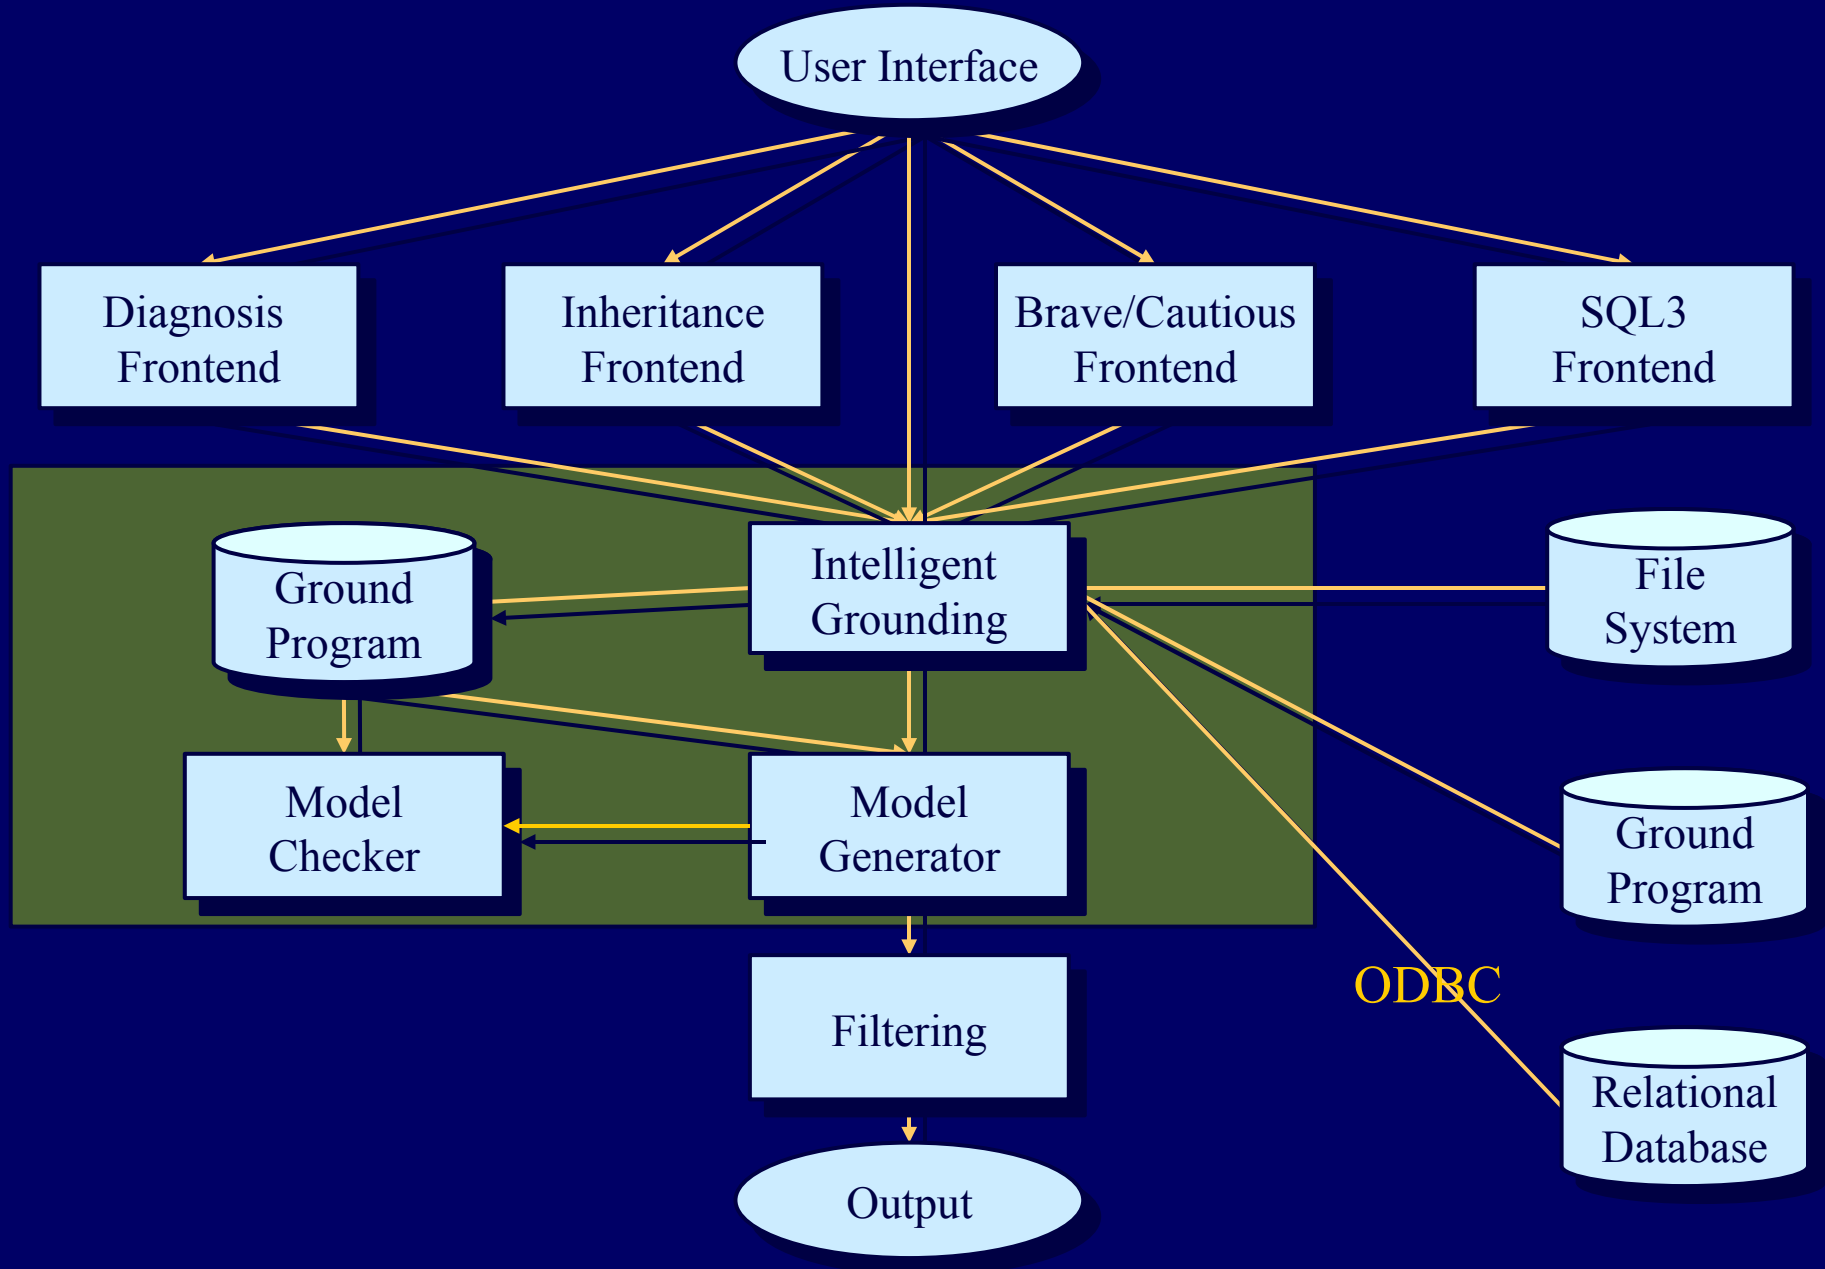 User Interface
Diagnosis
Frontend
Inheritance
Frontend
Brave/Cautious
Frontend
SQL3
Frontend
Ground
Program
Intelligent
Grounding
File
System
Model
Checker
Model
Generator
Ground
Program
ODBC
Filtering
Relational
Database
Output